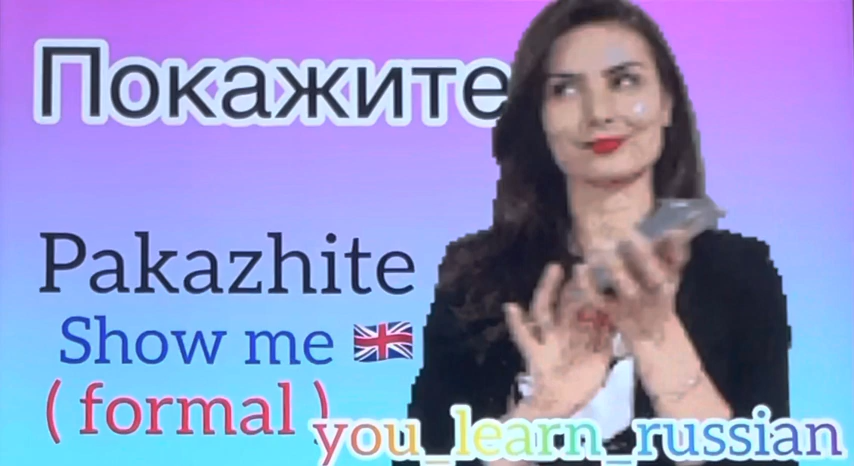 Покажите
Pakazhite
Show me 🇬🇧
( formal )
you_learn_russian